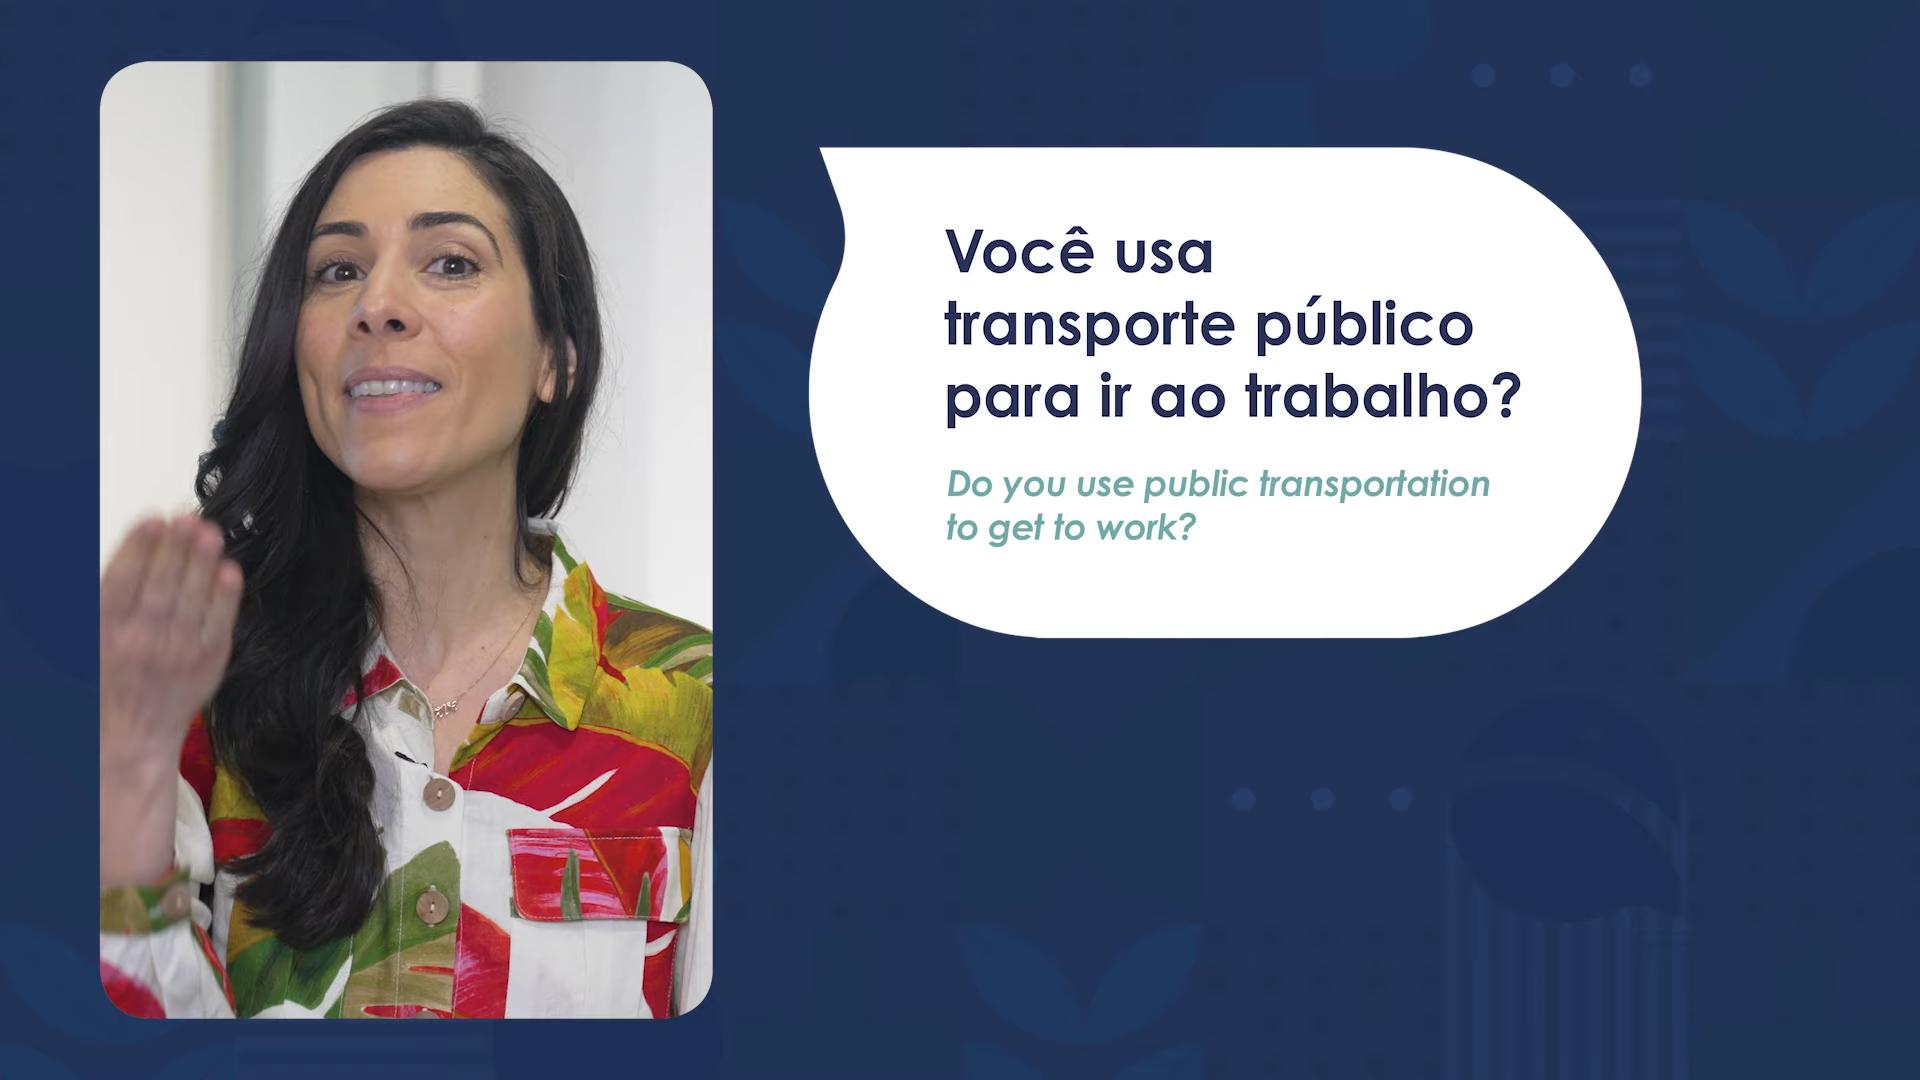 Você usa
transporte público
para ir ao trabalho?
Do you use public transportation
to get to work?